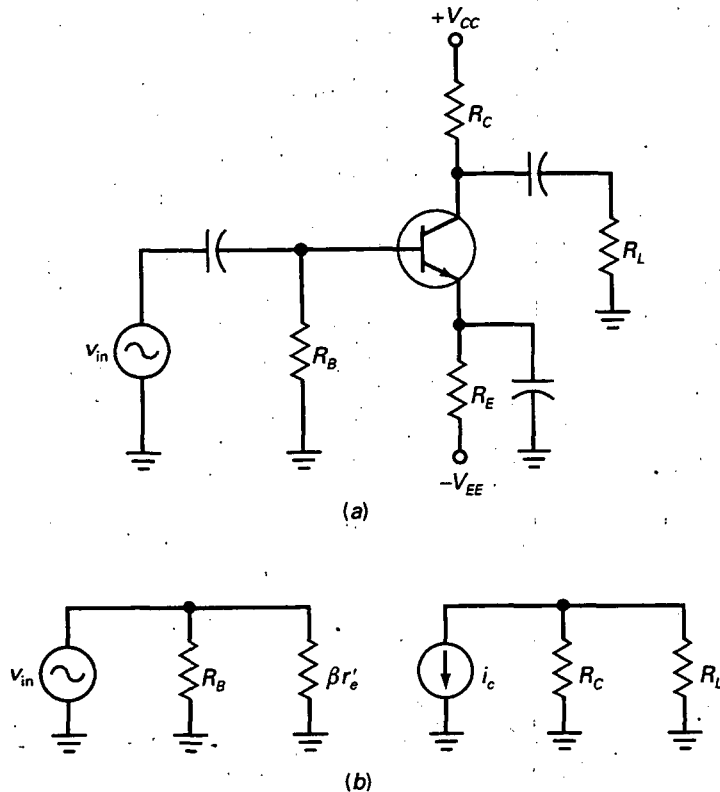 +V_CC
R_C
R_L
v_in
R_B
R_E
-V_EE
(a)
v_in
R_B
βr'_e
i_c
R_C
R_L
(b)